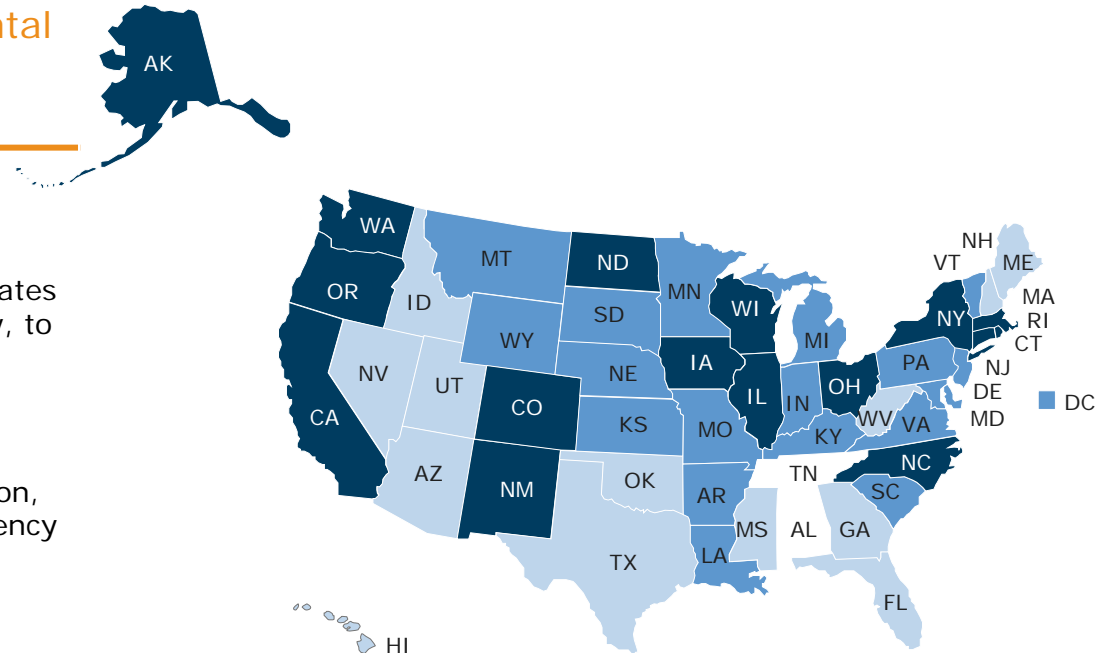 ntal
AK
ates
, to
on,
ency
WA
MT
ND
MN
NH
ME
VT
OR
ID
SD
WI
NY
MA
RI
CT
WY
MI
PA
NJ
NV
UT
NE
IA
OH
DE
DC
CA
CO
KS
MO
IL
IN
WV
VA
MD
KY
AZ
NM
OK
AR
TN
NC
SC
TX
LA
MS
AL
GA
FL
HI